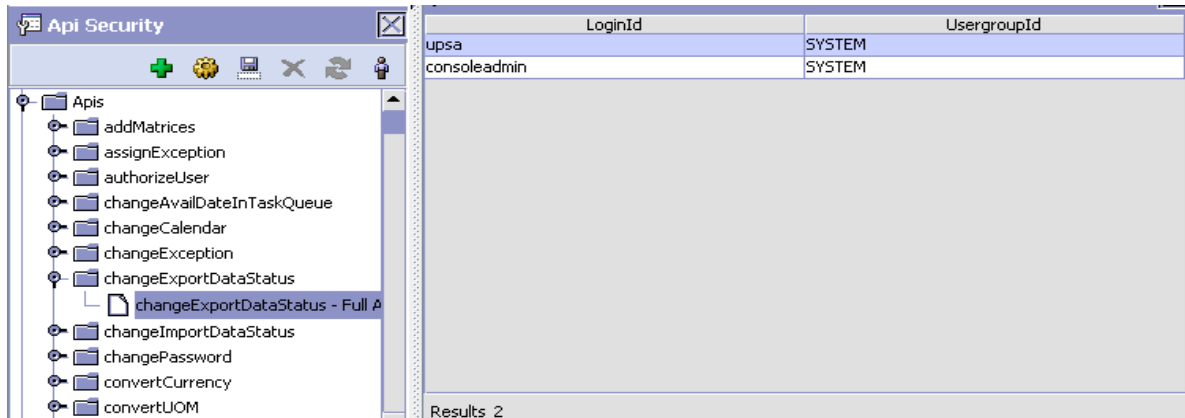 Api Security
Apis
addMatrices
assignException
authorizeUser
changeAvailDateInTaskQueue
changeCalendar
changeException
changeExportDataStatus
changeExportDataStatus - Full A
changeImportDataStatus
changePassword
convertCurrency
convertUOM
LoginId UsergroupId
upsa SYSTEM
consoleadmin SYSTEM
Results 2